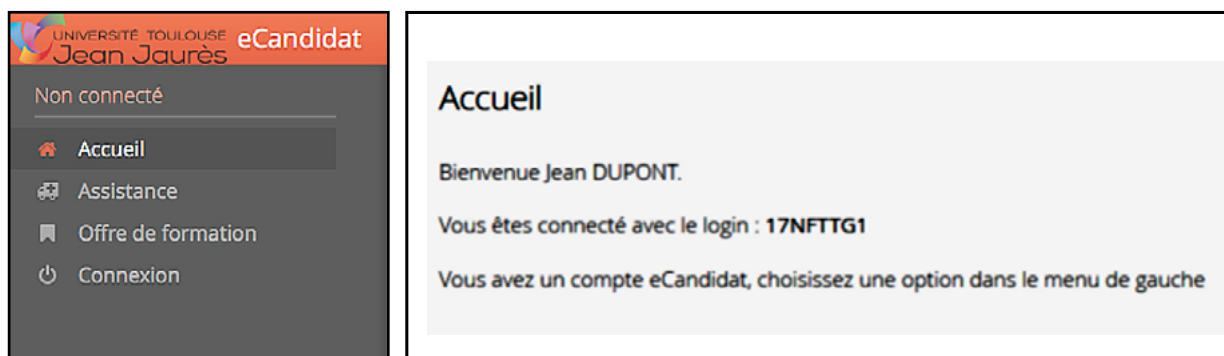 UNIVERSITÉ TOULOUSE
Jean Jaurès
eCandidat
Non connecté
Accueil
Assistance
Offre de formation
Connexion
Accueil
Bienvenue Jean DUPONT.
Vous êtes connecté avec le login : 17NFTTG1
Vous avez un compte eCandidat, choisissez une option dans le menu de gauche